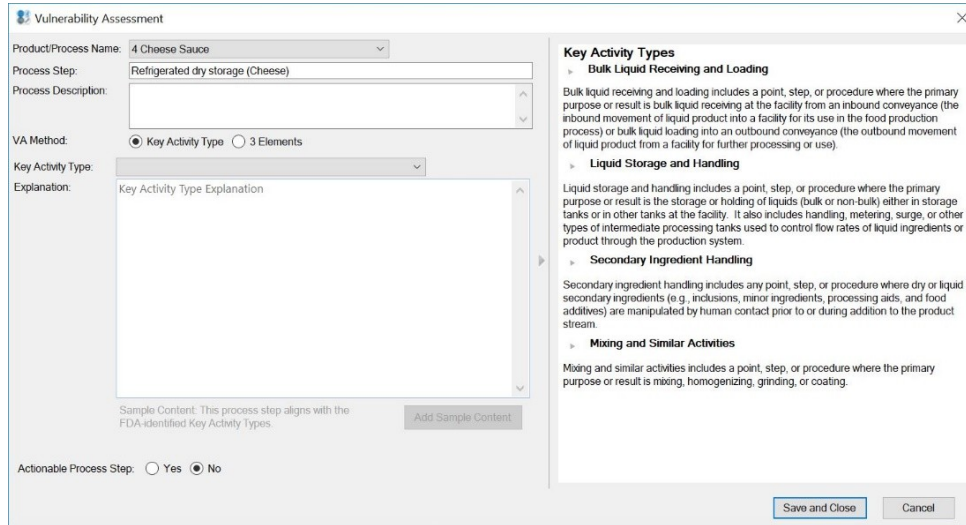 Vulnerability Assessment
Product/Process Name: 4 Cheese Sauce
Process Step: Refrigerated dry storage (Cheese)
Process Description:
VA Method: Key Activity Type 3 Elements
Key Activity Type:
Explanation: Key Activity Type Explanation
Sample Content: This process step aligns with the
FDA-identified Key Activity Types.
Add Sample Content
Actionable Process Step: Yes No
Key Activity Types
Bulk Liquid Receiving and Loading
Bulk liquid receiving and loading includes a point, step, or procedure where the primary
purpose or result is bulk liquid receiving at the facility from an inbound conveyance (the
inbound movement of liquid product into a facility for its use in the food production
process) or bulk liquid loading into an outbound conveyance (the outbound movement
of liquid product from a facility for further processing or use).
Liquid Storage and Handling
Liquid storage and handling includes a point, step, or procedure where the primary
purpose or result is the storage or holding of liquids (bulk or non-bulk) either in storage
tanks or in other tanks at the facility. It also includes handling, metering, surge, or other
types of intermediate processing tanks used to control flow rates of liquid ingredients or
product through the production system.
Secondary Ingredient Handling
Secondary ingredient handling includes any point, step, or procedure where dry or liquid
secondary ingredients (e.g., inclusions, minor ingredients, processing aids, and food
additives) are manipulated by human contact prior to or during addition to the product
stream.
Mixing and Similar Activities
Mixing and similar activities includes a point, step, or procedure where the primary
purpose or result is mixing, homogenizing, grinding, or coating.
Save and Close
Cancel